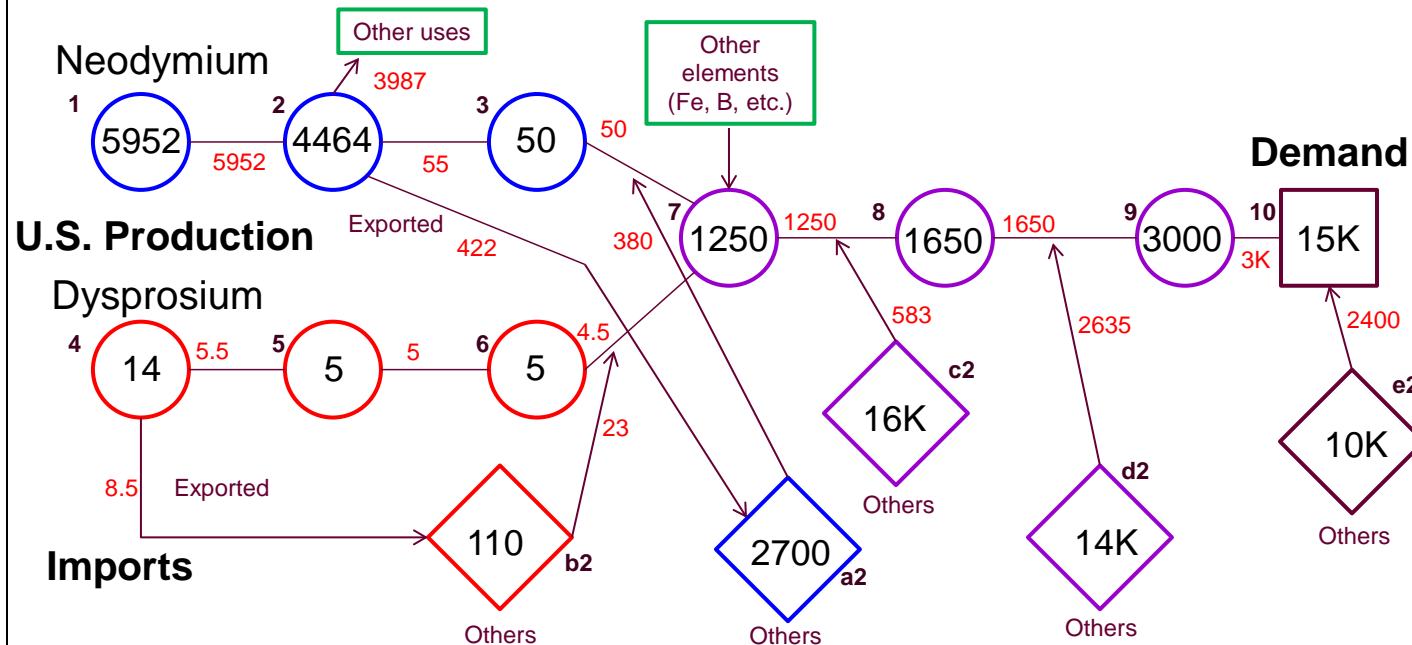 Other uses
Other
elements
(Fe, B, etc.)
Neodymium
3987
1
2
3
5952
4464
50
50
5952
55
Demand
7
8
9
10
1250
1250
1650
1650
3000
3K
15K
Exported
422
380
U.S. Production
Dysprosium
4
5.5
5
5
6
4.5
14
5
5
583
2635
2400
c2
e2
16K
10K
23
8.5
Exported
Others
d2
110
2700
14K
Others
Imports
b2
a2
Others
Others
Others